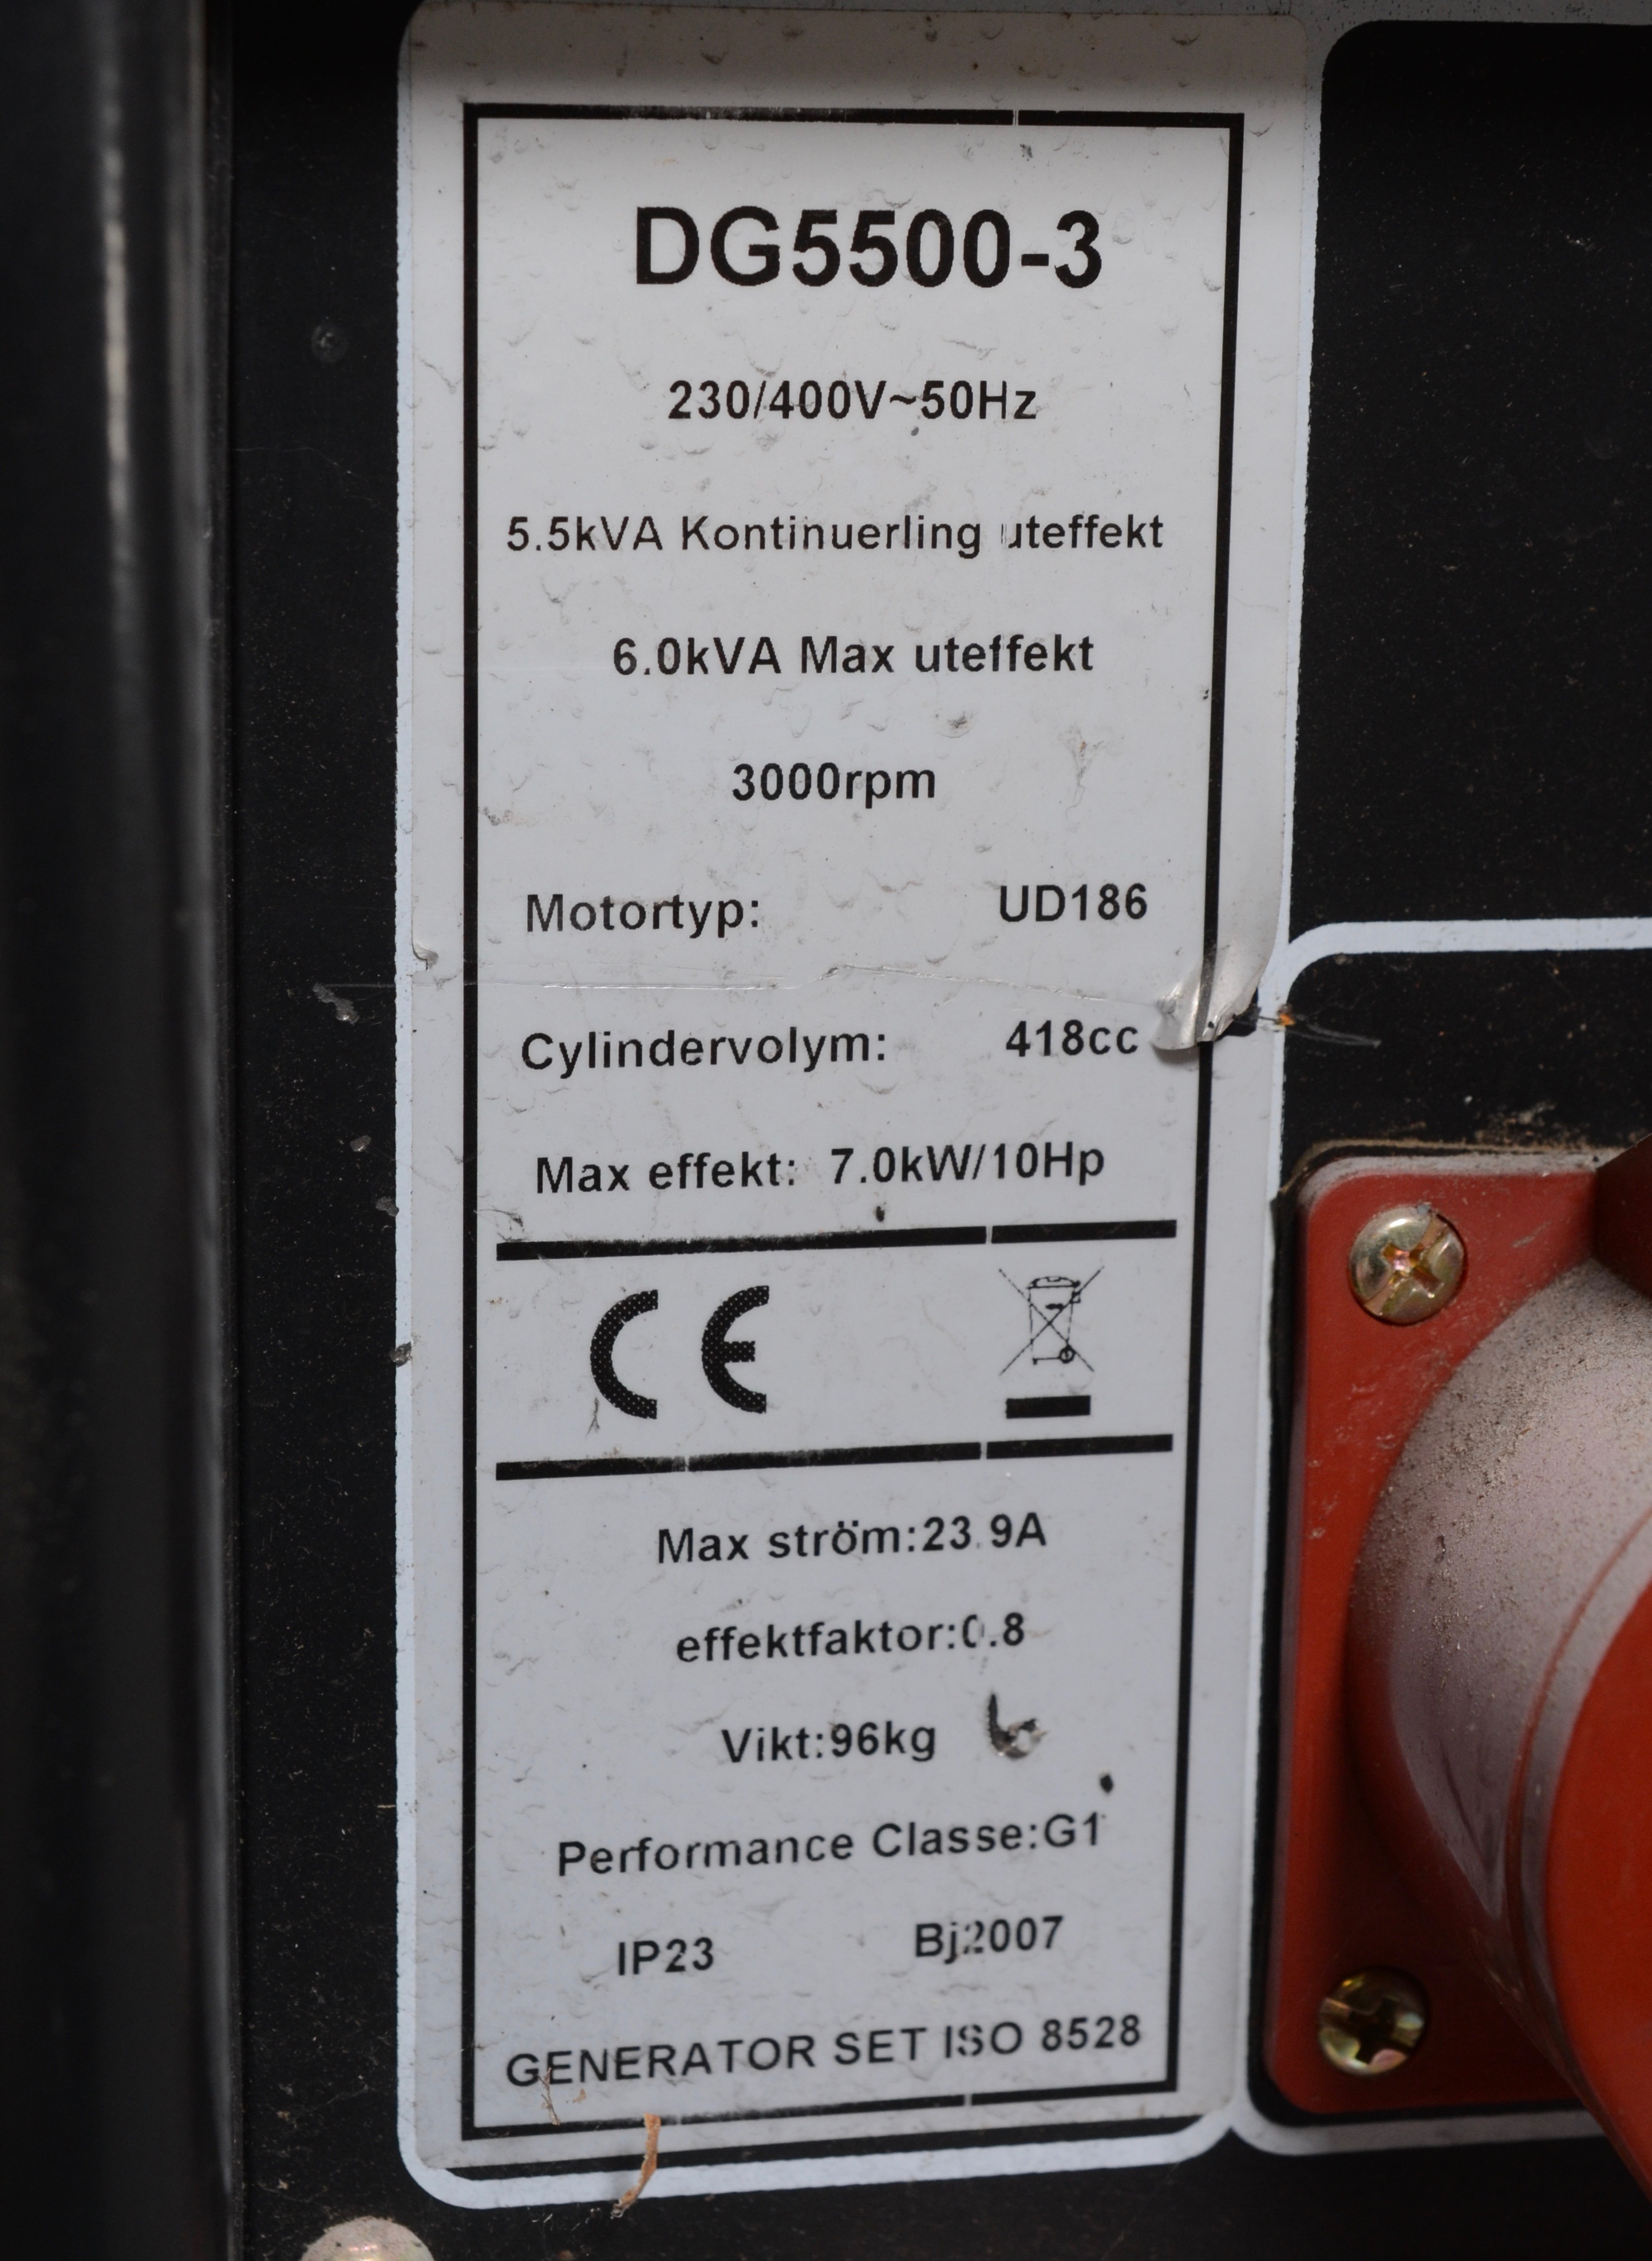 DG5500-3
230/400V~50Hz
5.5kVA Kontinuerling uteffekt
6.0kVA Max uteffekt
3000rpm
Motortyp: UD186
Cylindervolym: 418cc
Max effekt: 7.0kW/10Hp
CE
Max ström:23.9A
effektfaktor:0.8
Vikt:96kg
Performance Classe:G1
IP23 Bj2007
GENERATOR SET ISO 8528